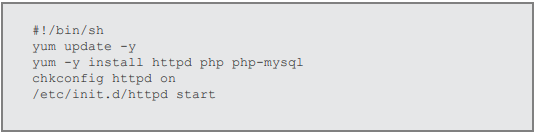 #!/bin/sh
yum update -y
yum -y install httpd php php-mysql
chkconfig httpd on
/etc/init.d/httpd start